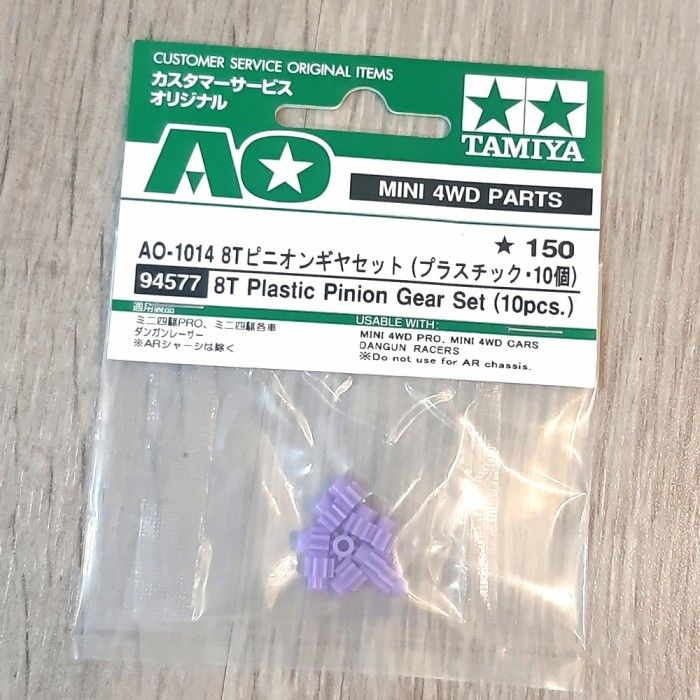 CUSTOMER SERVICE ORIGINAL ITEMS
カスタマーサービス
オリジナル
TAMIYA
AO
MINI 4WD PARTS
★ 150
AO-1014 8Tピニオンギヤセット (プラスチック・10個)
94577 8T Plastic Pinion Gear Set (10pcs.)
適用製品
ミニ四駆PRO、ミニ四駆各車
ダンガンレーサー
※ARシャーシは除く
USABLE WITH:
MINI 4WD PRO, MINI 4WD CARS
DANGUN RACERS
※Do not use for AR chassis.